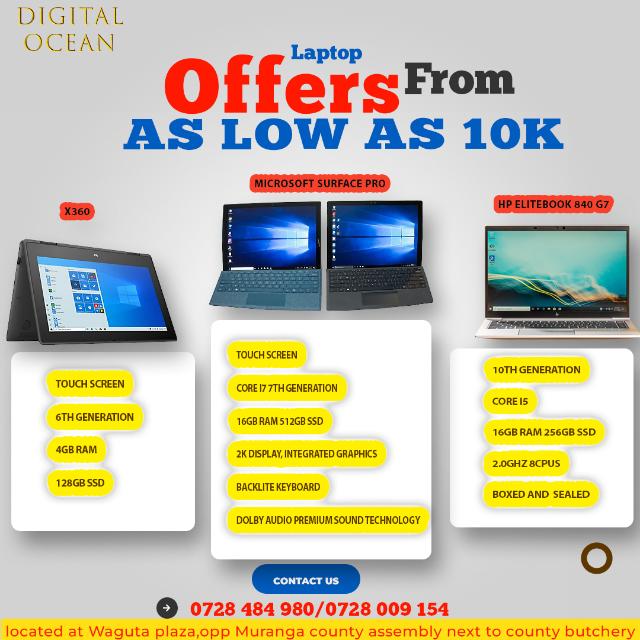 DIGITAL
OCEAN
Laptop
Offers From
AS LOW AS 10K
X360
MICROSOFT SURFACE PRO
HP ELITEBOOK 840 G7
TOUCH SCREEN
6TH GENERATION
4GB RAM
128GB SSD
TOUCH SCREEN
CORE I7 7TH GENERATION
16GB RAM 512GB SSD
2K DISPLAY, INTEGRATED GRAPHICS
BACKLITE KEYBOARD
DOLBY AUDIO PREMIUM SOUND TECHNOLOGY
10TH GENERATION
CORE I5
16GB RAM 256GB SSD
2.0GHZ 8CPUS
BOXED AND SEALED
CONTACT US
0728 484 980/0728 009 154
located at Waguta plaza,opp Muranga county assembly next to county butchery